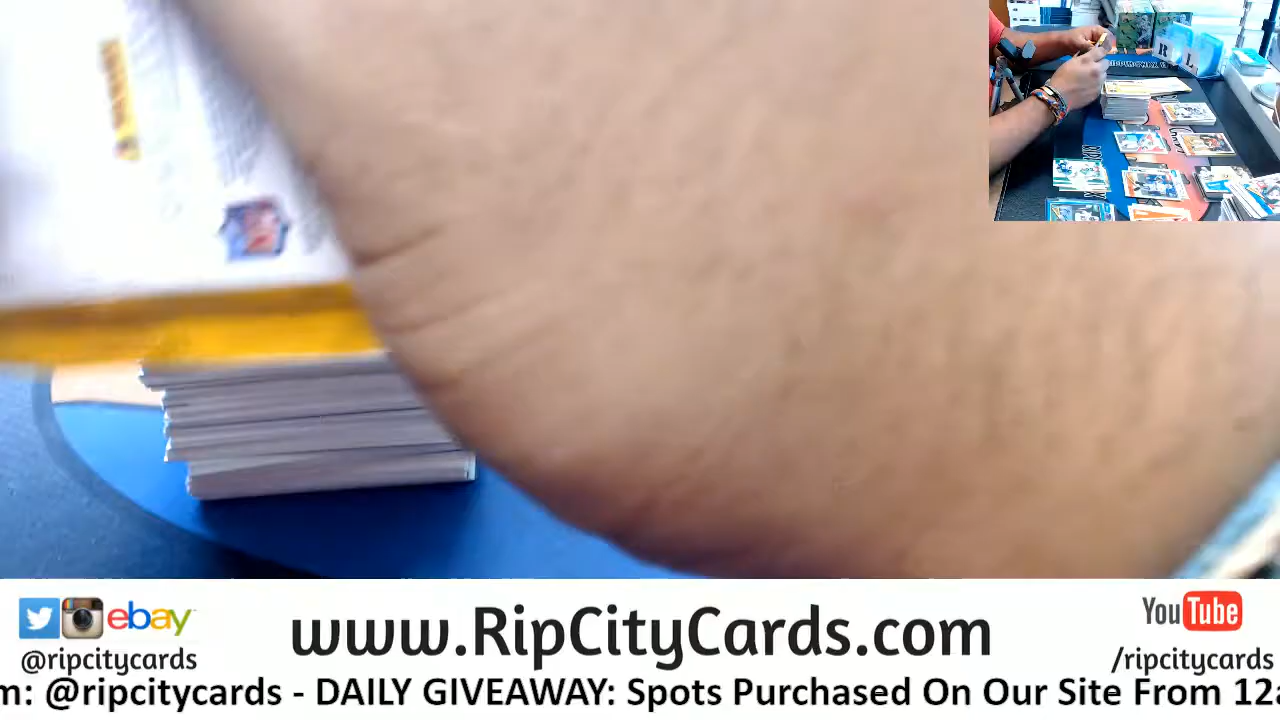 ebay
@ripcitycards
www.RipCityCards.com
YouTube
/ripcitycards
m: @ripcitycards - DAILY GIVEAWAY: Spots Purchased On Our Site From 12a